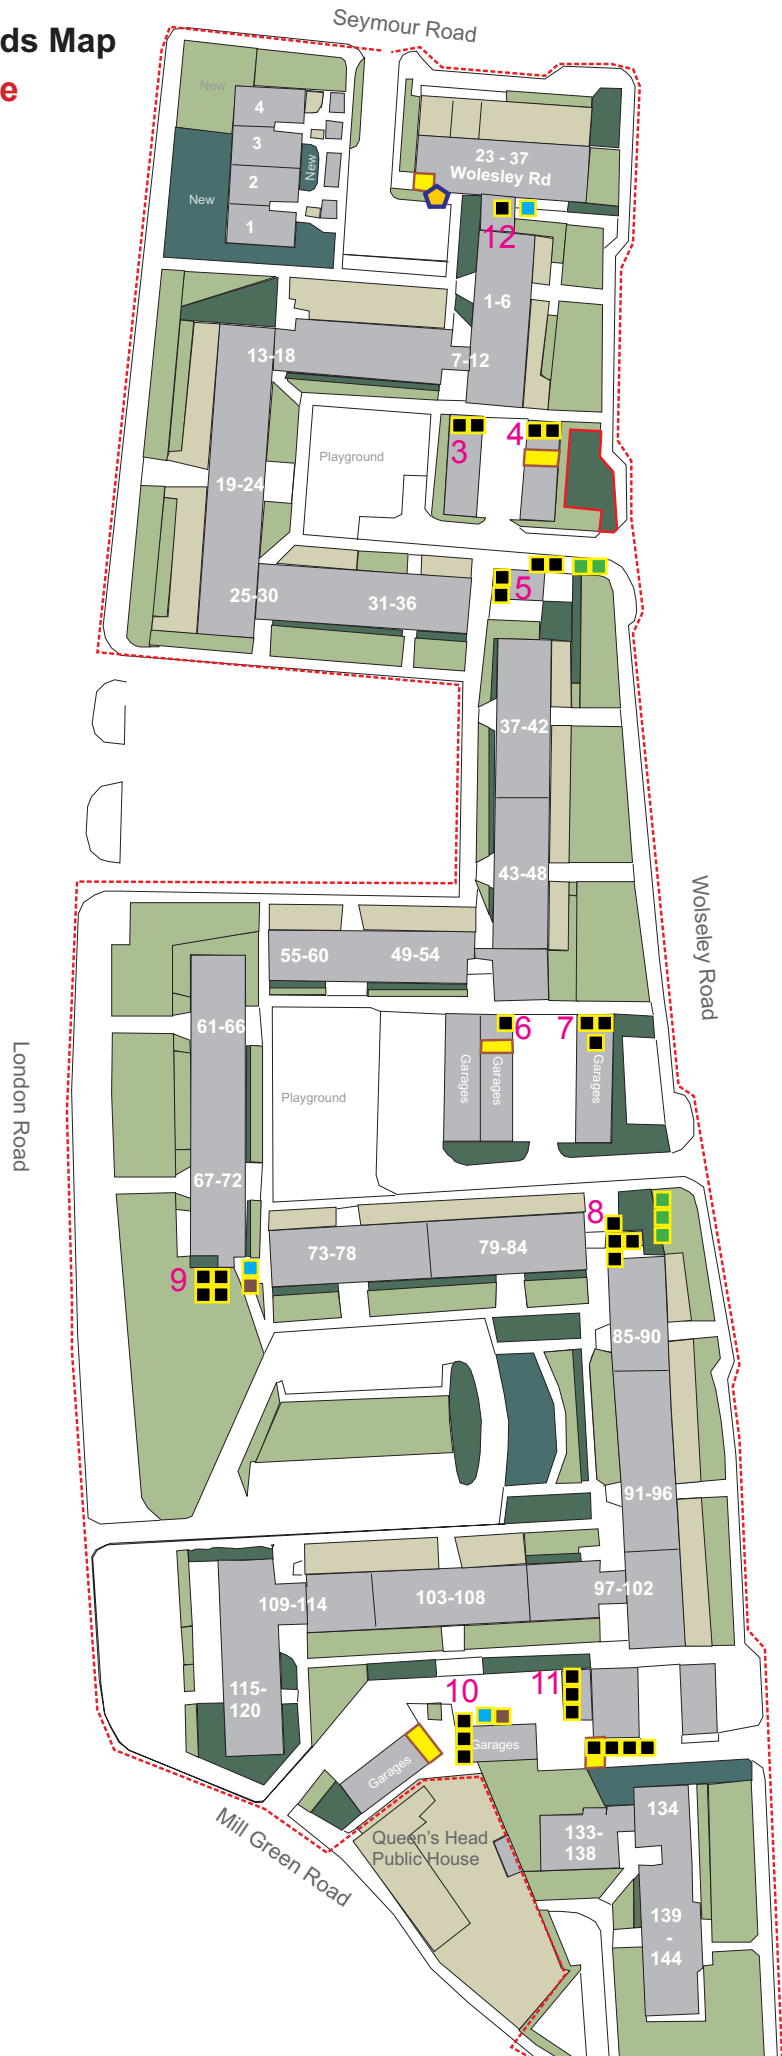 ds Map
e
Seymour Road
New
4
3
New
2
New
1
23 - 37
Wolesley Rd
12
1-6
13-18
7-12
3
4
Playground
19-24
5
25-30
31-36
37-42
43-48
Wolseley Road
55-60
49-54
61-66
6
7
London Road
Garages
Garages
Garages
Playground
67-72
8
73-78
79-84
9
85-90
91-96
97-102
103-108
109-114
115-
120
10
11
Garages
Garages
Mill Green Road
Queen's Head
Public House
134
133-
138
139
-
144